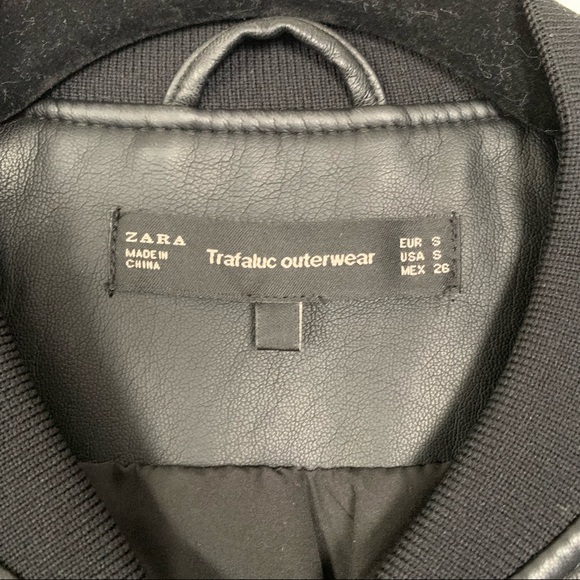 ZARA
MADE IN
CHINA
Trafaluc outerwear
EUR S
USA S
MEX 26